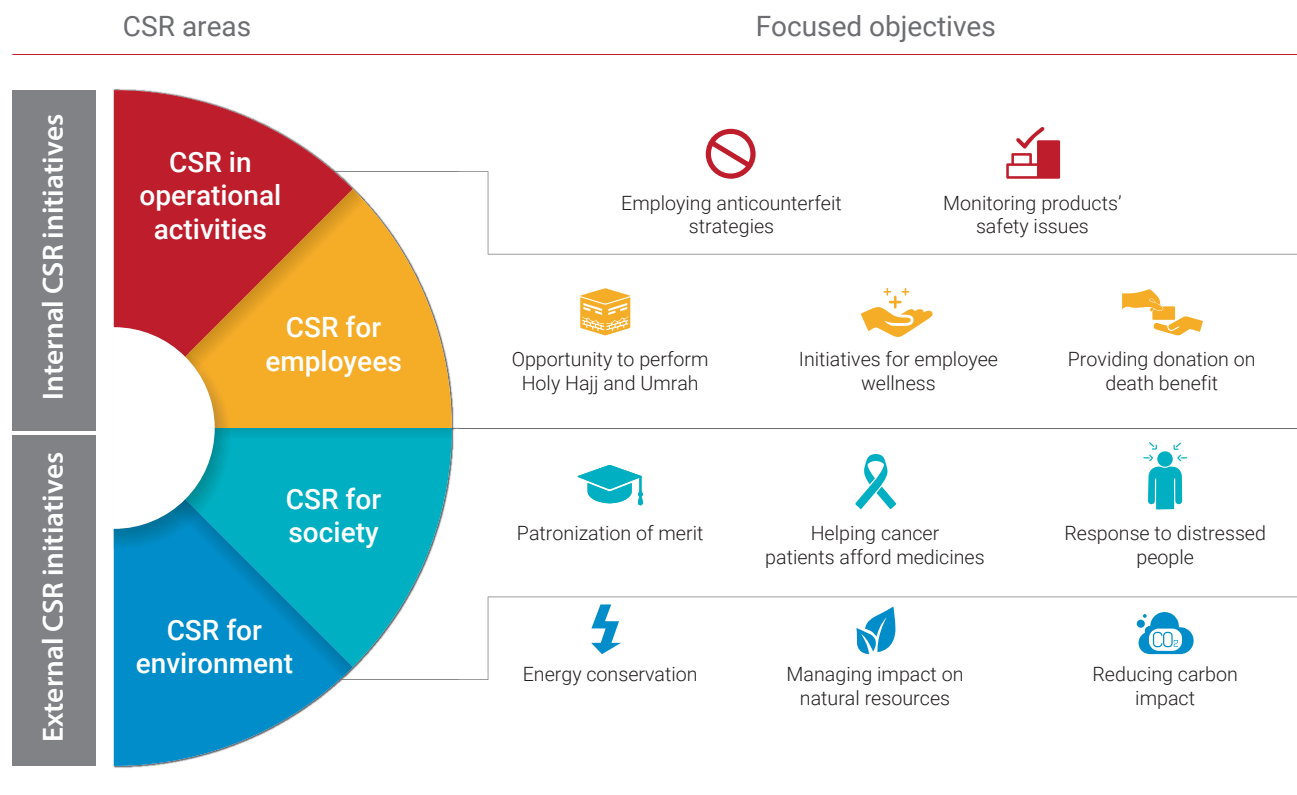 CSR areas
Focused objectives
Internal CSR initiatives
CSR in
operational
activities
Employing anticounterfeit
strategies
Monitoring products’
safety issues
CSR for
employees
Opportunity to perform
Holy Hajj and Umrah
Initiatives for employee
wellness
Providing donation on
death benefit
External CSR initiatives
CSR for
society
Patronization of merit
Helping cancer
patients afford medicines
Response to distressed
people
CSR for
environment
Energy conservation
Managing impact on
natural resources
CO₂
Reducing carbon
impact